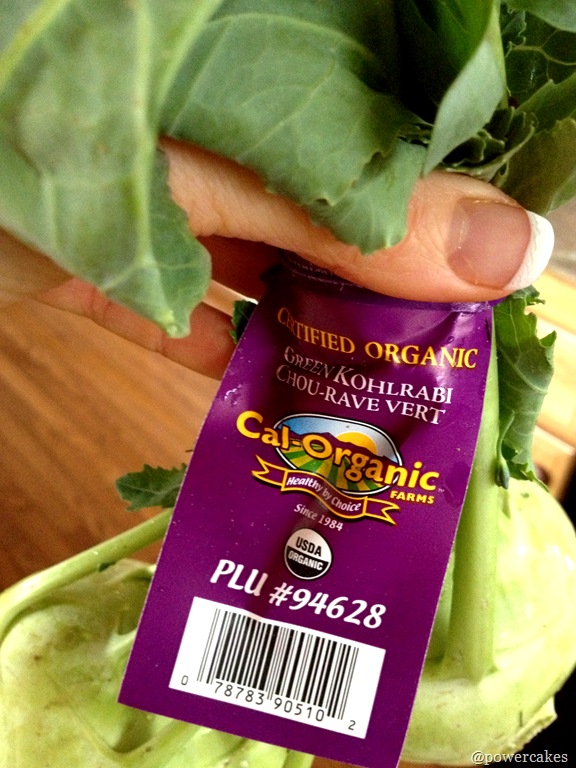 CERTIFIED ORGANIC
GREEN KOHLRABI
CHOU-RAVE VERT
Cal-Organic
FARMS™
Healthy by Choice
Since 1984
USDA
ORGANIC
PLU #94628
0 78783 90510 2
@powercakes